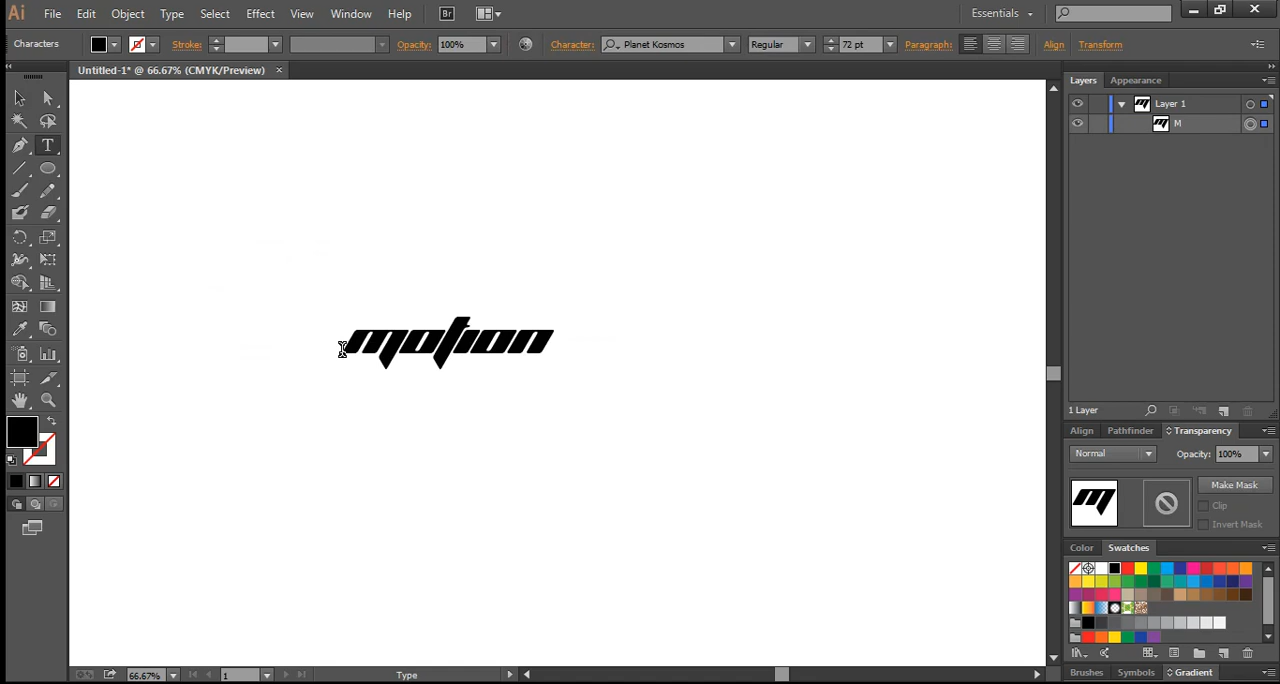 Ai File Edit Object Type Select Effect View Window Help Br Essentials
Characters Stroke: Opacity: 100% Character: Planet Kosmos Regular 72 pt Paragraph: Align Transform
Untitled-1* @ 66.67% (CMYK/Preview) ×
Layers Appearance
Layer 1
M
motion
1 Layer
Align Pathfinder Transparency
Normal Opacity: 100%
Make Mask
Clip
Invert Mask
Color Swatches
66.67% 1 Type
Brushes Symbols Gradient